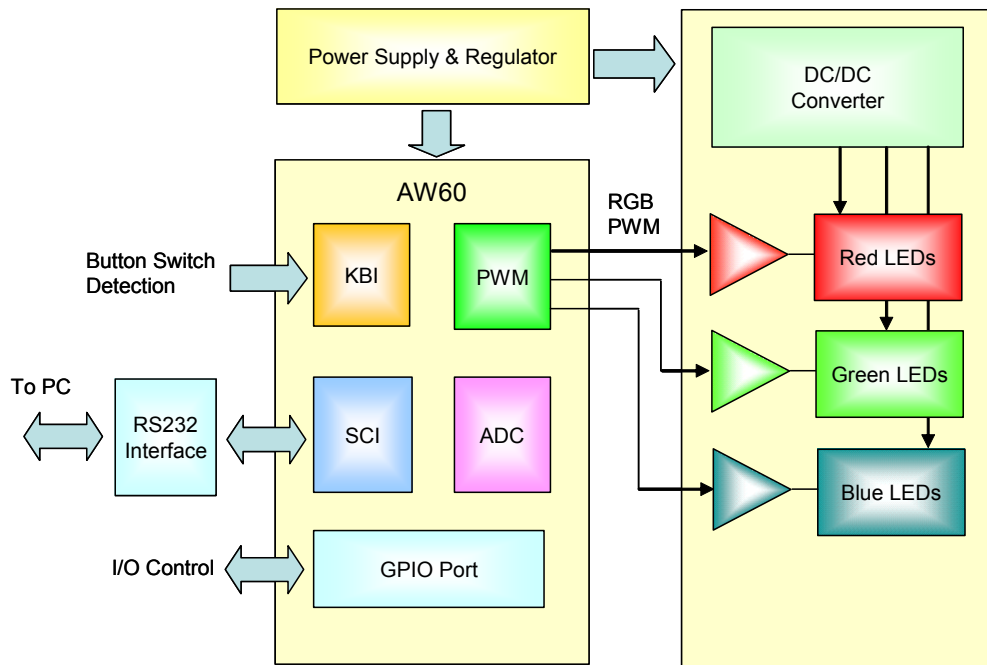 Power Supply & Regulator
DC/DC
Converter
AW60
RGB
PWM
Button Switch
Detection
KBI
PWM
Red LEDs
Green LEDs
To PC
RS232
Interface
SCI
ADC
Blue LEDs
I/O Control
GPIO Port